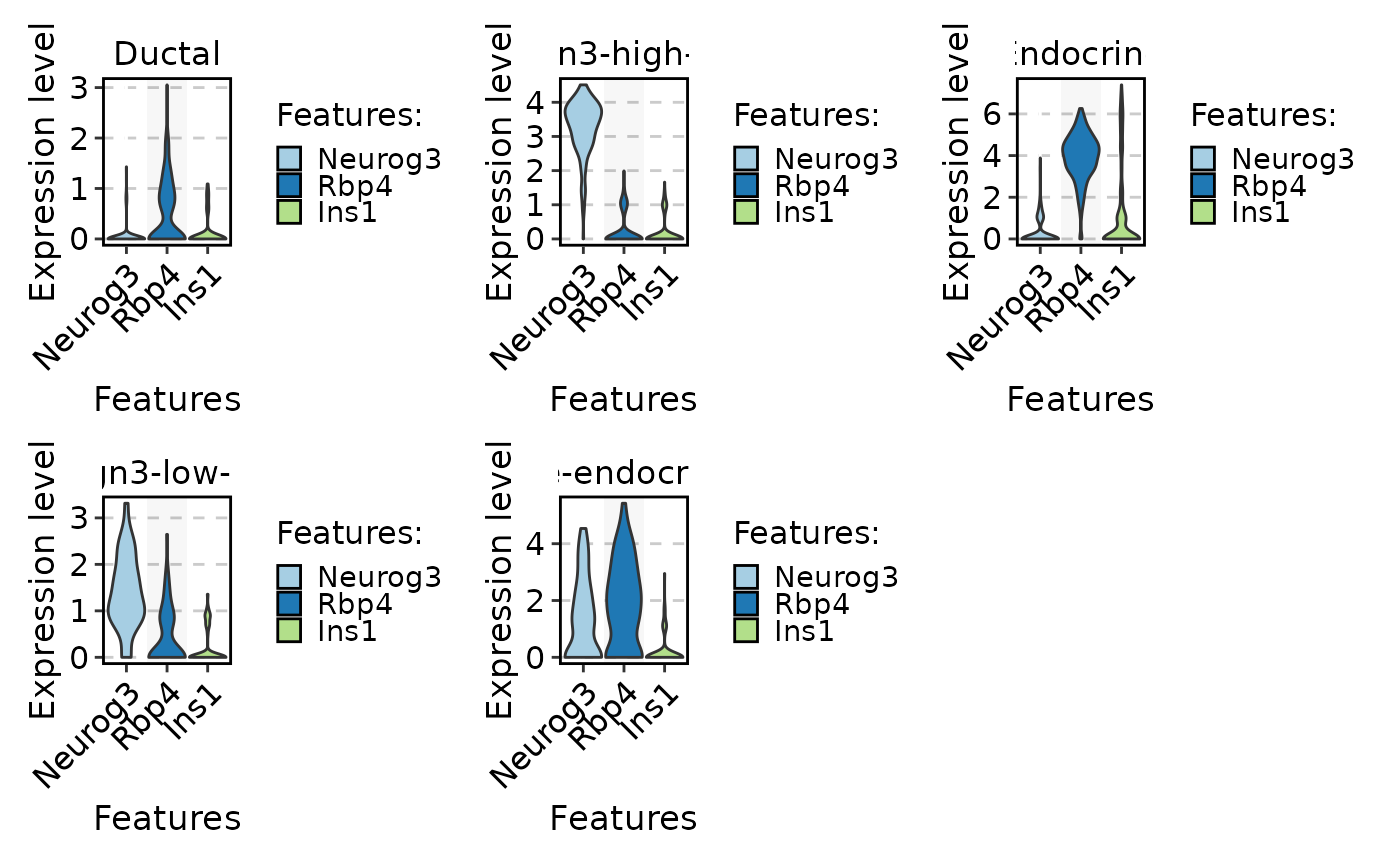 Ductal
Expression level
3
2
1
0
Neurog3
Rbp4
Ins1
Features
Features:
Neurog3
Rbp4
Ins1
n3-high-
Expression level
4
3
2
1
0
Neurog3
Rbp4
Ins1
Features
Features:
Neurog3
Rbp4
Ins1
Endocrin
Expression level
6
4
2
0
Neurog3
Rbp4
Ins1
Features
Features:
Neurog3
Rbp4
Ins1
gn3-low-
Expression level
3
2
1
0
Neurog3
Rbp4
Ins1
Features
Features:
Neurog3
Rbp4
Ins1
e-endocr
Expression level
4
2
0
Neurog3
Rbp4
Ins1
Features
Features:
Neurog3
Rbp4
Ins1